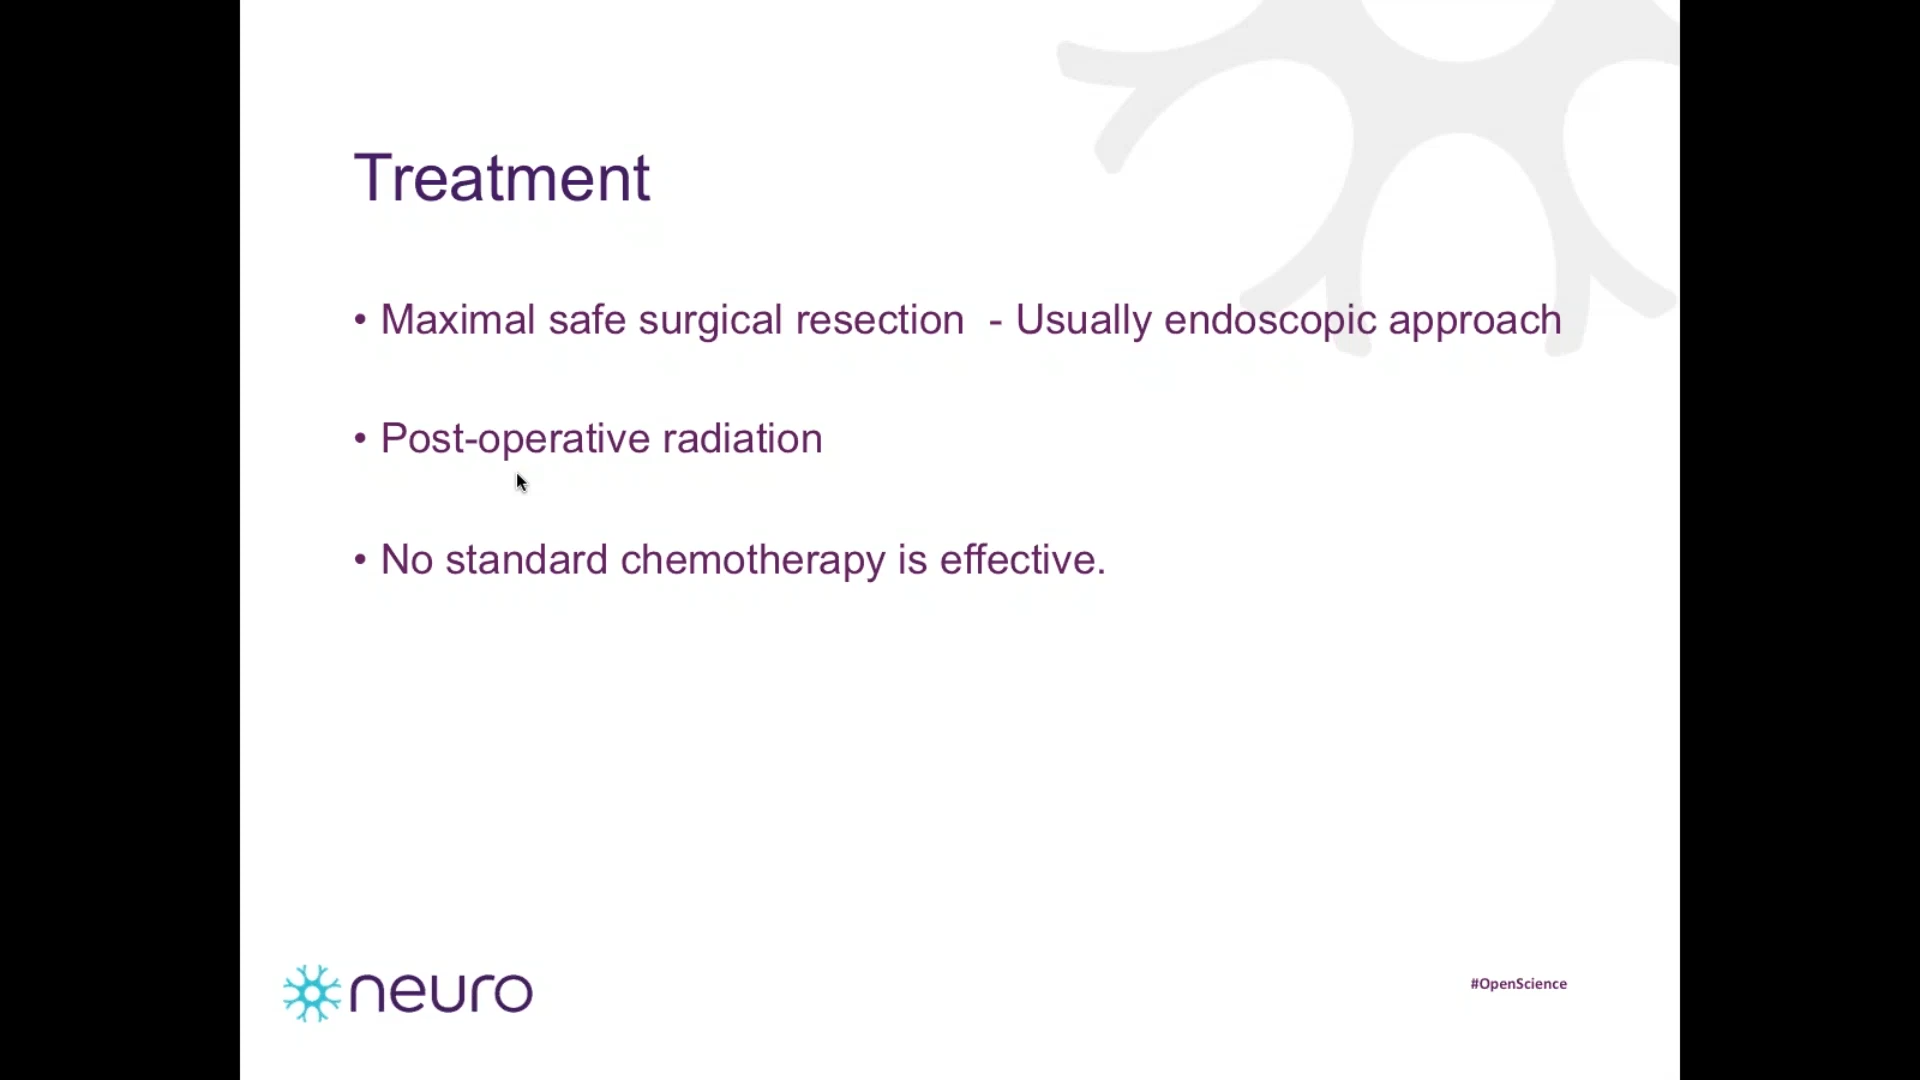 Treatment
• Maximal safe surgical resection  - Usually endoscopic approach
• Post-operative radiation
• No standard chemotherapy is effective.
neuro
#OpenScience